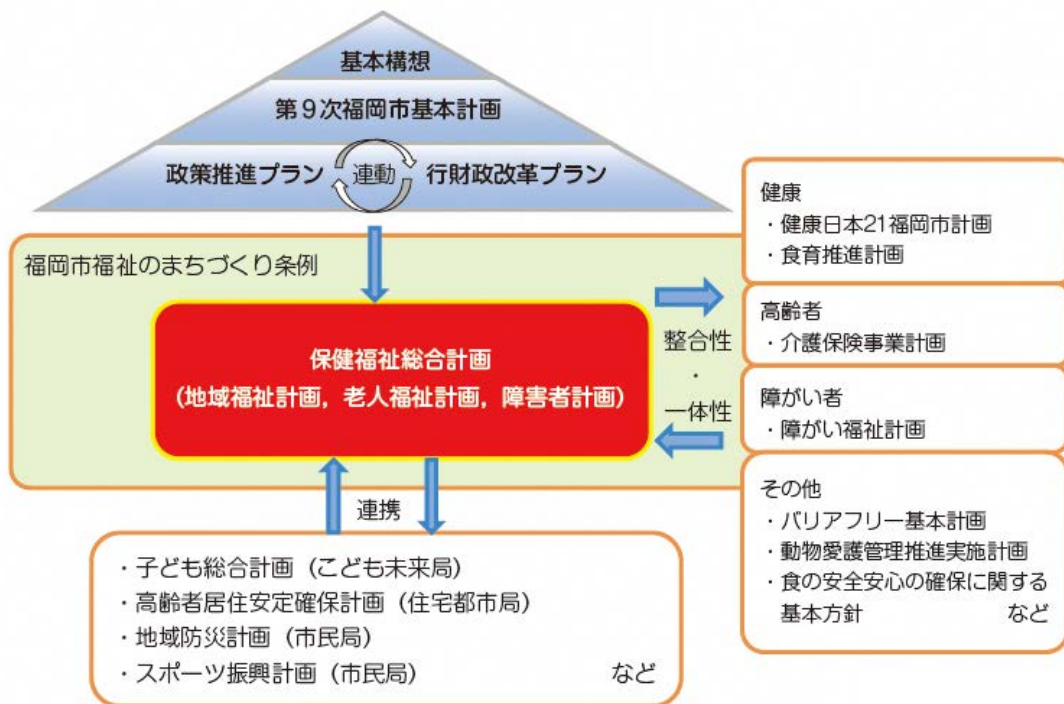 基本構想
第9次福岡市基本計画
政策推進プラン 連動 行財政改革プラン
福岡市福祉のまちづくり条例
保健福祉総合計画
(地域福祉計画,老人福祉計画,障害者計画)
整合性
・
一体性
健康
・健康日本21福岡市計画
・食育推進計画
高齢者
・介護保険事業計画
障がい者
・障がい福祉計画
その他
・バリアフリー基本計画
・動物愛護管理推進実施計画
・食の安全安心の確保に関する
基本方針 など
連携
・子ども総合計画(こども未来局)
・高齢者居住安定確保計画(住宅都市局)
・地域防災計画(市民局)
・スポーツ振興計画(市民局) など